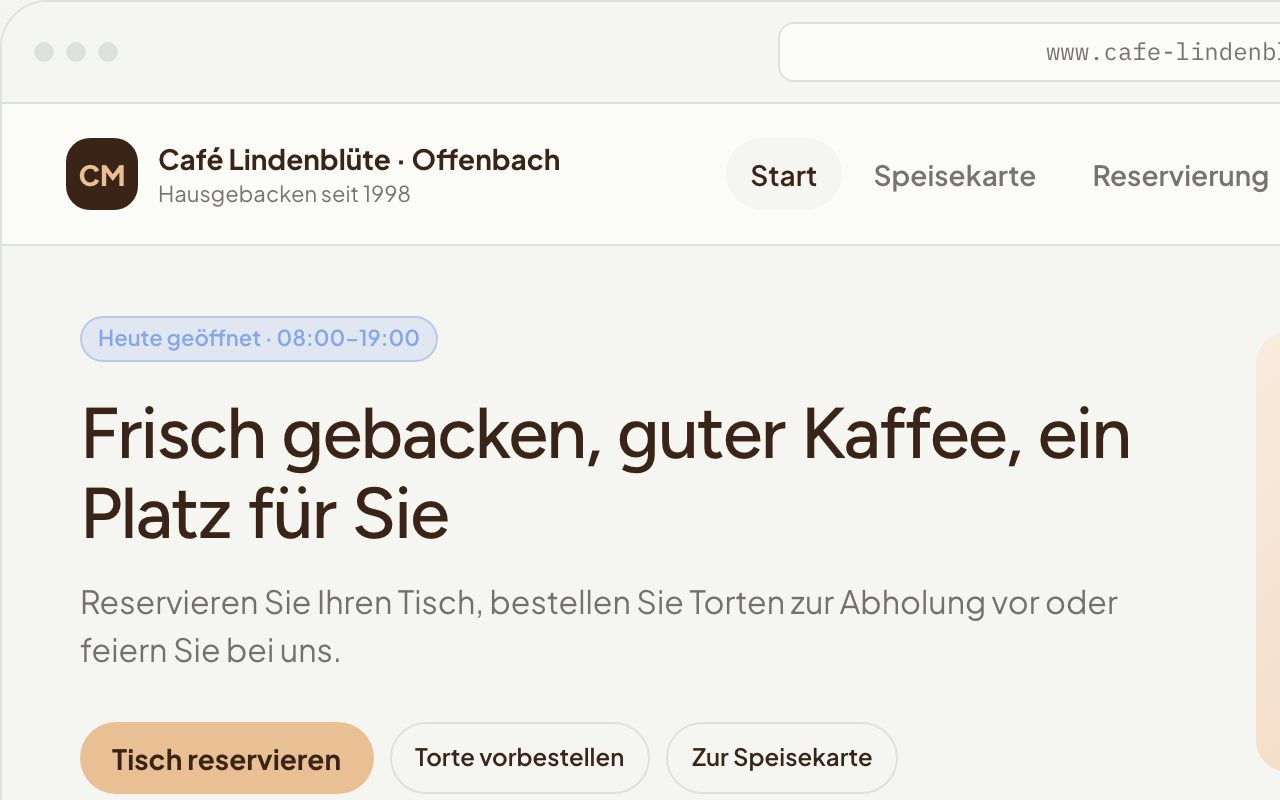 www.cafe-lindenbl
CM
Café Lindenblüte · Offenbach
Hausgebacken seit 1998
Start
Speisekarte
Reservierung
Heute geöffnet · 08:00–19:00
Frisch gebacken, guter Kaffee, ein
Platz für Sie
Reservieren Sie Ihren Tisch, bestellen Sie Torten zur Abholung vor oder
feiern Sie bei uns.
Tisch reservieren
Torte vorbestellen
Zur Speisekarte